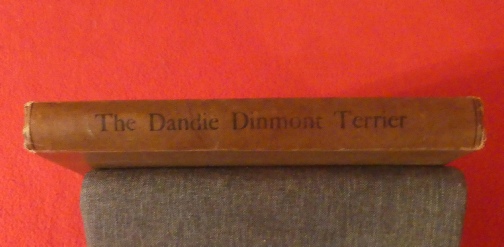 The Dandie Dinmont Terrier